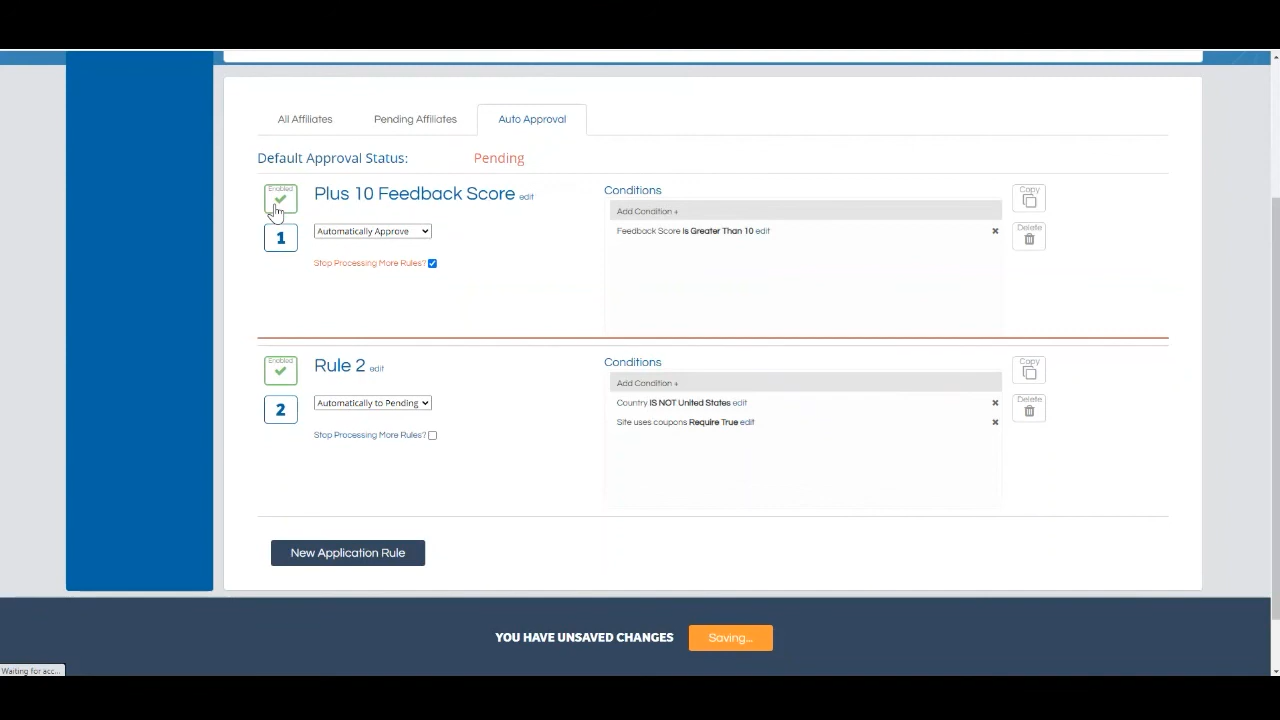 All Affiliates
Pending Affiliates
Auto Approval
Default Approval Status: Pending
Enabled
Plus 10 Feedback Score edit
1
Automatically Approve
Stop Processing More Rules?
Conditions
Add Condition +
Feedback Score Is Greater Than 10 edit
Copy
Delete
Enabled
Rule 2 edit
2
Automatically to Pending
Stop Processing More Rules?
Conditions
Add Condition +
Country IS NOT United States edit
Site uses coupons Require True edit
Copy
Delete
New Application Rule
YOU HAVE UNSAVED CHANGES
Saving...
Waiting for acc...